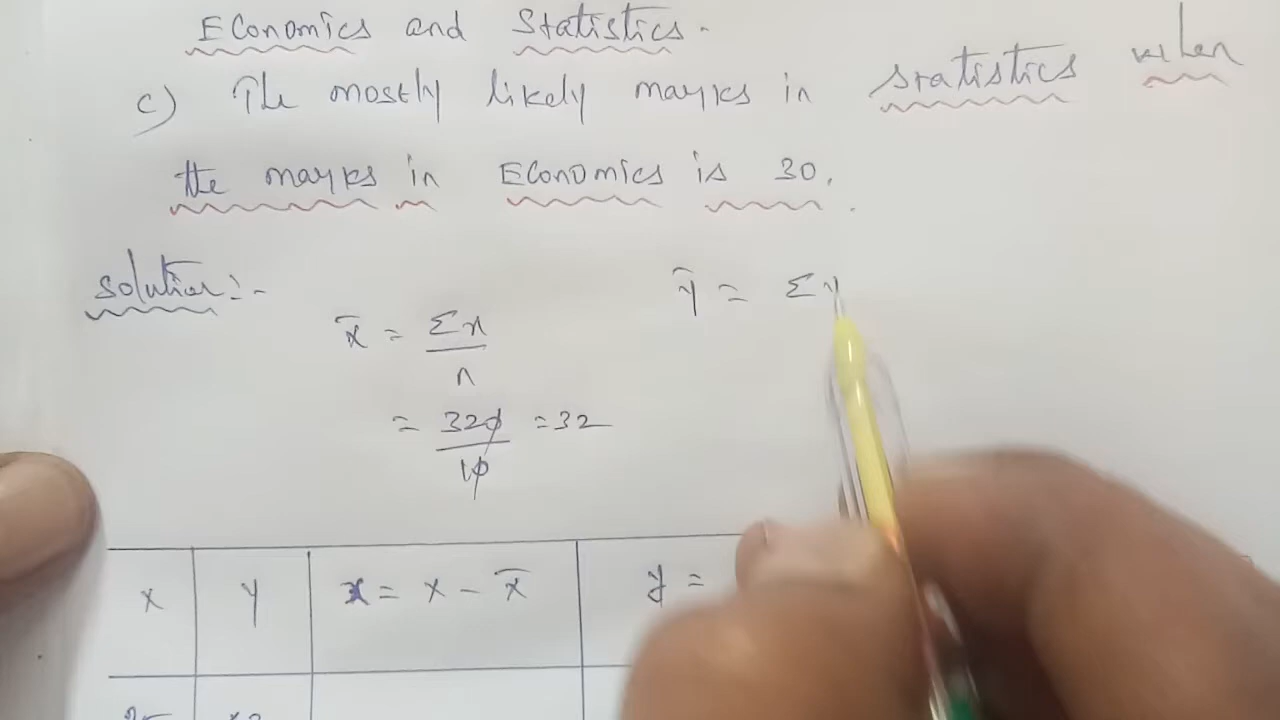 Economics and Statistics.
c) The mostly likely marks in statistics when
the marks in Economics is 30.
Solution:-
x̄ = Σx / n
= 320 / 10 = 32
ȳ = Σy
X Y x = X - X̄ y =